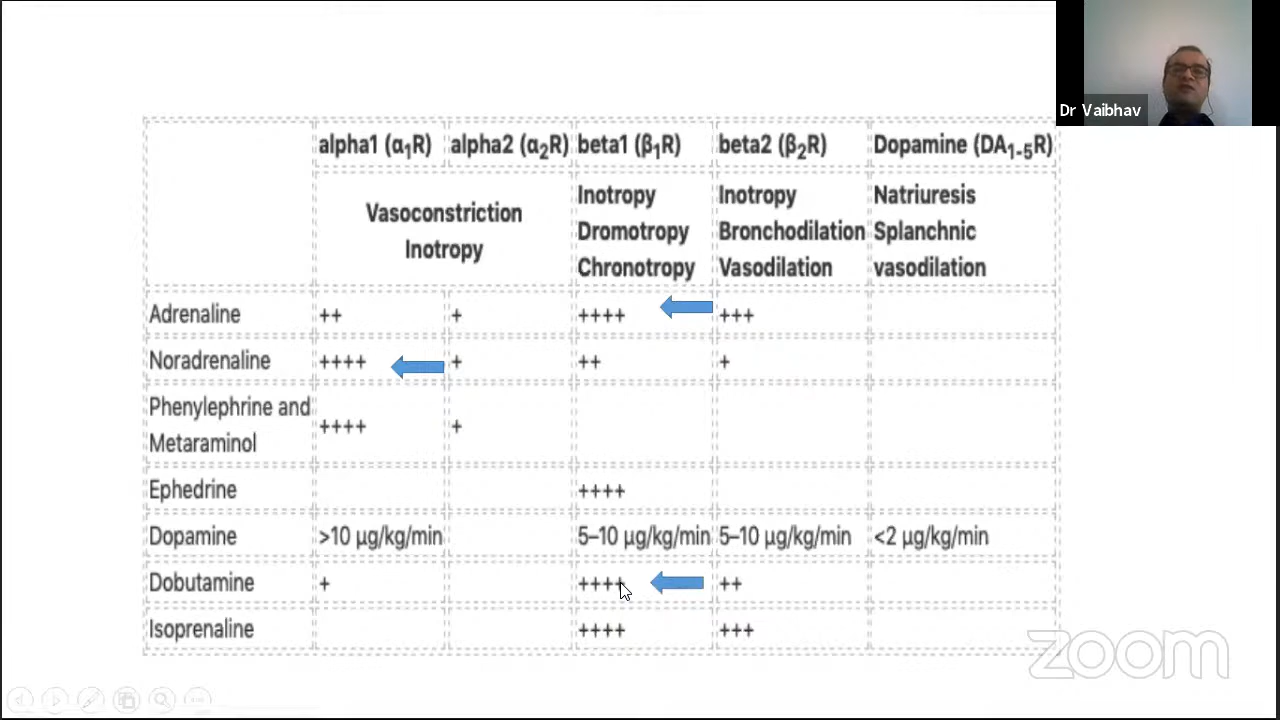 Dr Vaibhav
alpha1 (α₁R) alpha2 (α₂R) beta1 (β₁R) beta2 (β₂R) Dopamine (DA₁₋₅R)
Vasoconstriction
Inotropy
Inotropy
Dromotropy
Chronotropy
Inotropy
Bronchodilation
Vasodilation
Natriuresis
Splanchnic
vasodilation
Adrenaline ++ + ++++ +++
Noradrenaline ++++ + ++ +
Phenylephrine and
Metaraminol ++++ +
Ephedrine ++++
Dopamine >10 µg/kg/min 5–10 µg/kg/min 5–10 µg/kg/min <2 µg/kg/min
Dobutamine + ++++ ++
Isoprenaline ++++ +++
zoom